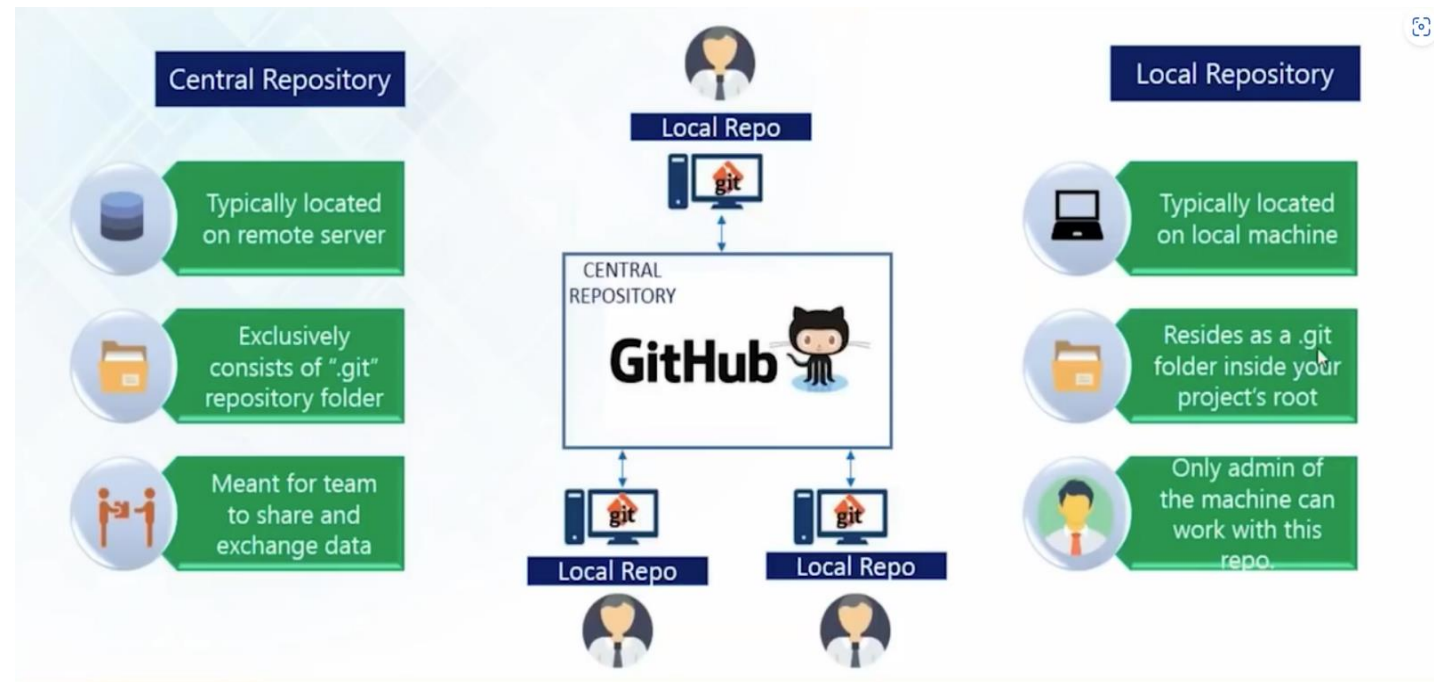 Central Repository
Typically located
on remote server
Exclusively
consists of “.git”
repository folder
Meant for team
to share and
exchange data
Local Repo
git
CENTRAL
REPOSITORY
GitHub
git
Local Repo
git
Local Repo
Local Repository
Typically located
on local machine
Resides as a .git
folder inside your
project's root
Only admin of
the machine can
work with this
repo.